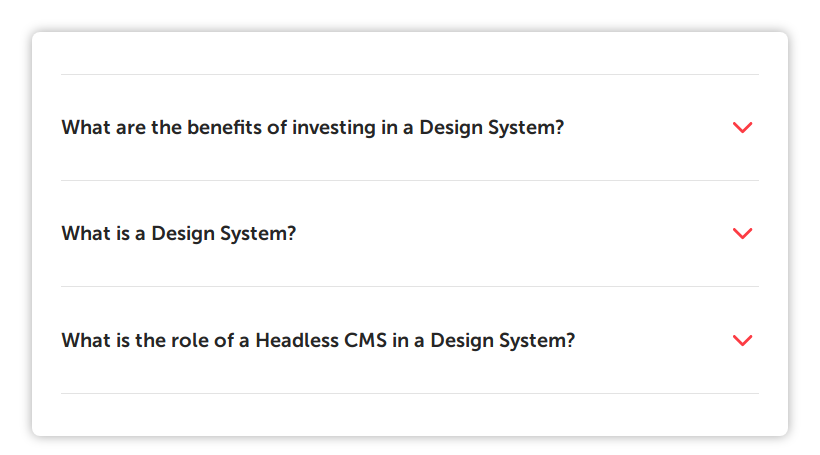 What are the benefits of investing in a Design System?
What is a Design System?
What is the role of a Headless CMS in a Design System?